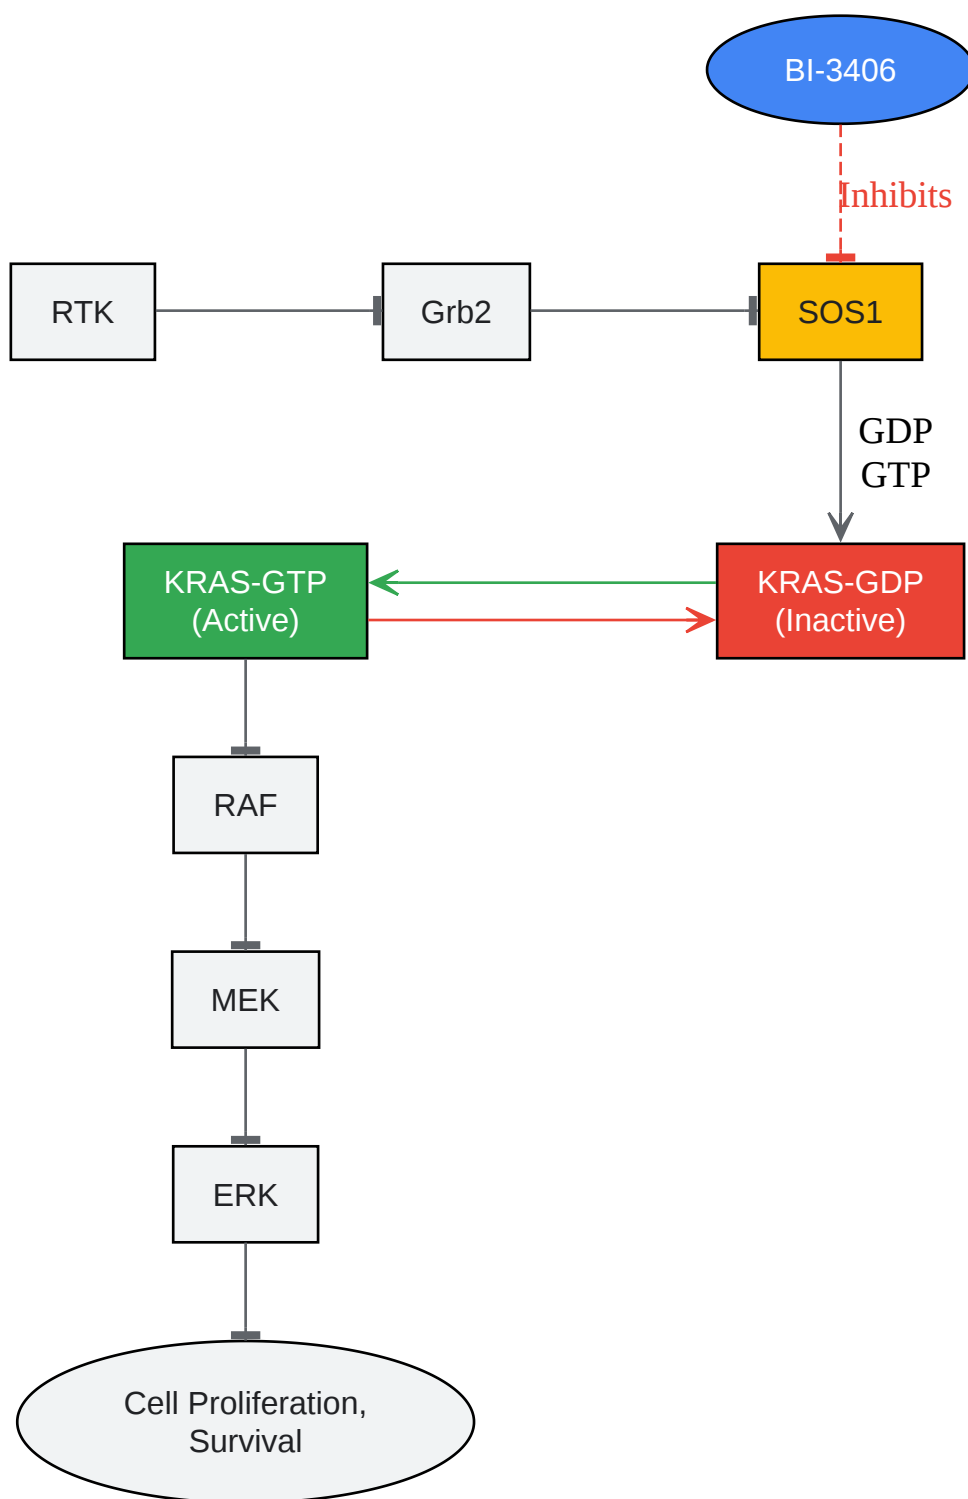 BI-3406
Inhibits
RTK
Grb2
SOS1
GDP
GTP
KRAS-GTP
(Active)
KRAS-GDP
(Inactive)
RAF
MEK
ERK
Cell Proliferation,
Survival